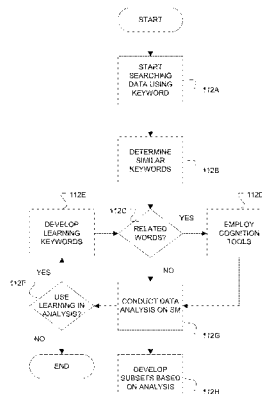 START
START
SEARCHING
DATA USING
KEYWORD
112A
DETERMINE
SIMILAR
KEYWORDS
112B
112E
112C
112D
DEVELOP
LEARNING
KEYWORDS
RELATED
WORDS?
YES
EMPLOY
COGNITION
TOOLS
YES
NO
112F
USE
LEARNING IN
ANALYSIS?
CONDUCT DATA
ANALYSIS ON SM
112G
NO
END
DEVELOP
SUBSETS BASED
ON ANALYSIS
112H